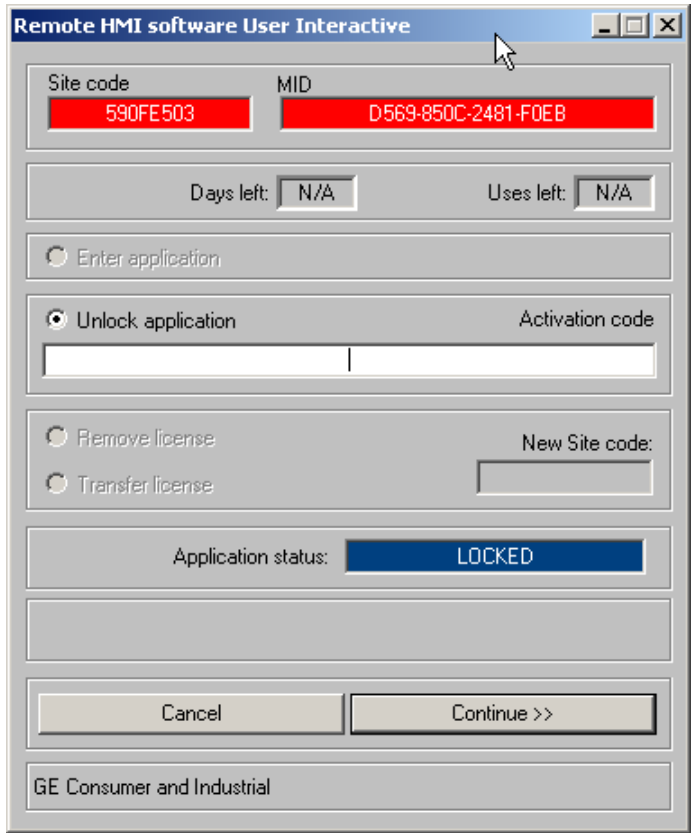 Remote HMI software User Interactive
Site code MID
590FE503 D569-850C-2481-F0EB
Days left: N/A Uses left: N/A
Enter application
Unlock application Activation code
Remove license New Site code:
Transfer license
Application status: LOCKED
Cancel Continue >>
GE Consumer and Industrial